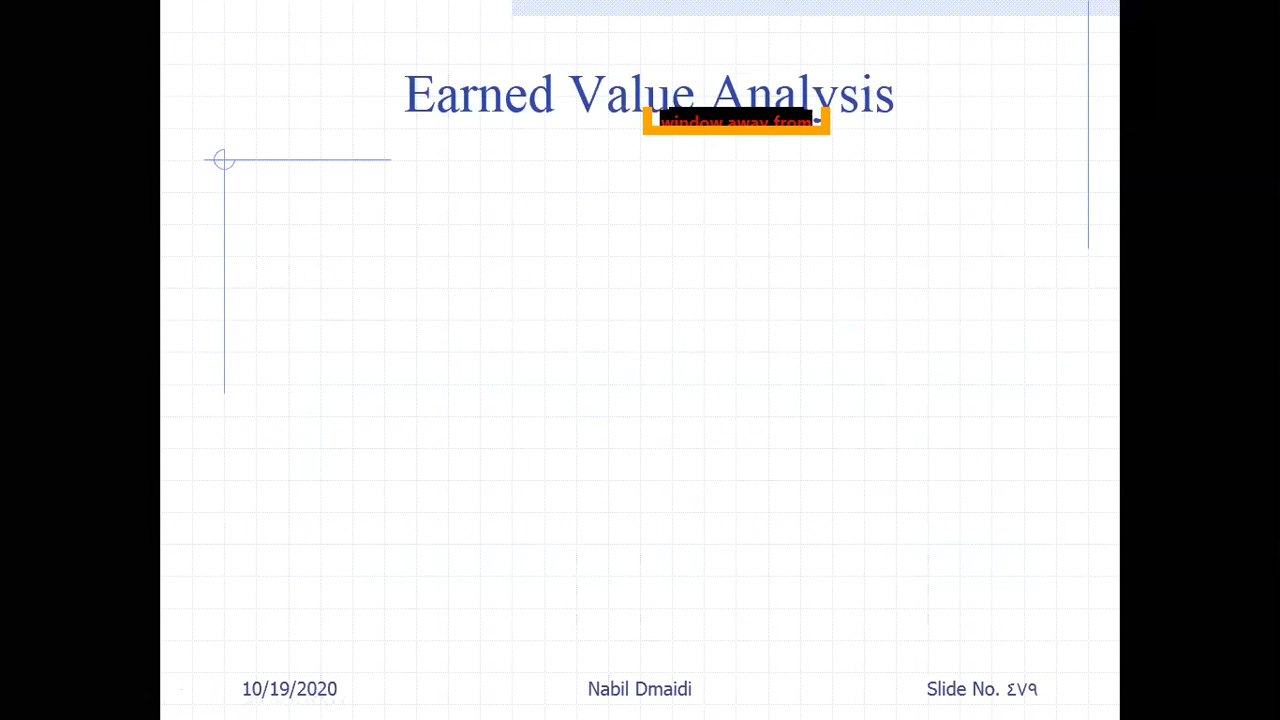 Earned Value Analysis
window away from
10/19/2020
Nabil Dmaidi
Slide No. ٤٧٩